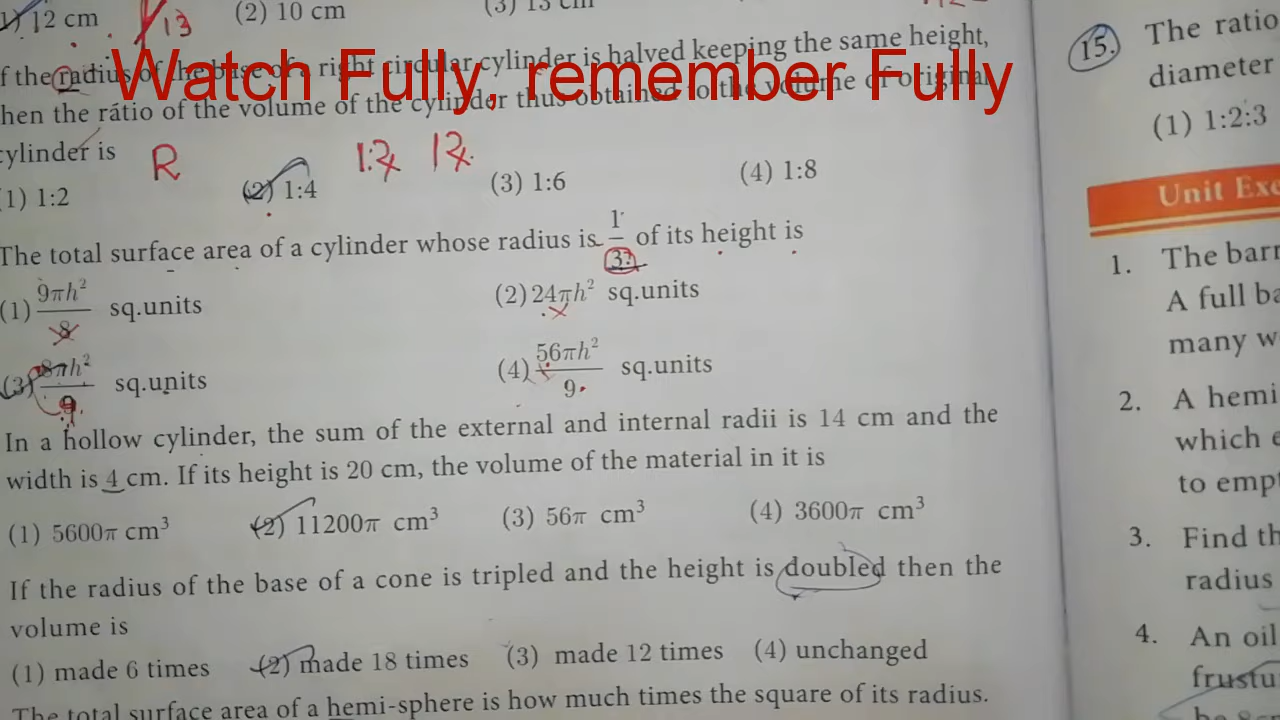 1) 12 cm
13
(2) 10 cm
(3) 13 cm
Watch Fully, remember Fully
f the radius of the base of a right circular cylinder is halved keeping the same height,
hen the ratio of the volume of the cylinder thus obtained to the volume of original
cylinder is
R
1:2
12
1) 1:2
(2) 1:4
(3) 1:6
(4) 1:8
The total surface area of a cylinder whose radius is 1/3 of its height is
(1) 9πh²/8 sq.units
(2) 24πh² sq.units
(3) 8πh²/9 sq.units
(4) 56πh²/9 sq.units
In a hollow cylinder, the sum of the external and internal radii is 14 cm and the
width is 4 cm. If its height is 20 cm, the volume of the material in it is
(1) 5600π cm³
(2) 11200π cm³
(3) 56π cm³
(4) 3600π cm³
If the radius of the base of a cone is tripled and the height is doubled then the
volume is
(1) made 6 times
(2) made 18 times
(3) made 12 times
(4) unchanged
The total surface area of a hemi-sphere is how much times the square of its radius.
15. The ratio
diameter
(1) 1:2:3
Unit Exe
1. The barr
A full ba
many w
2. A hemi
which e
to empt
3. Find th
radius
4. An oil
frustu